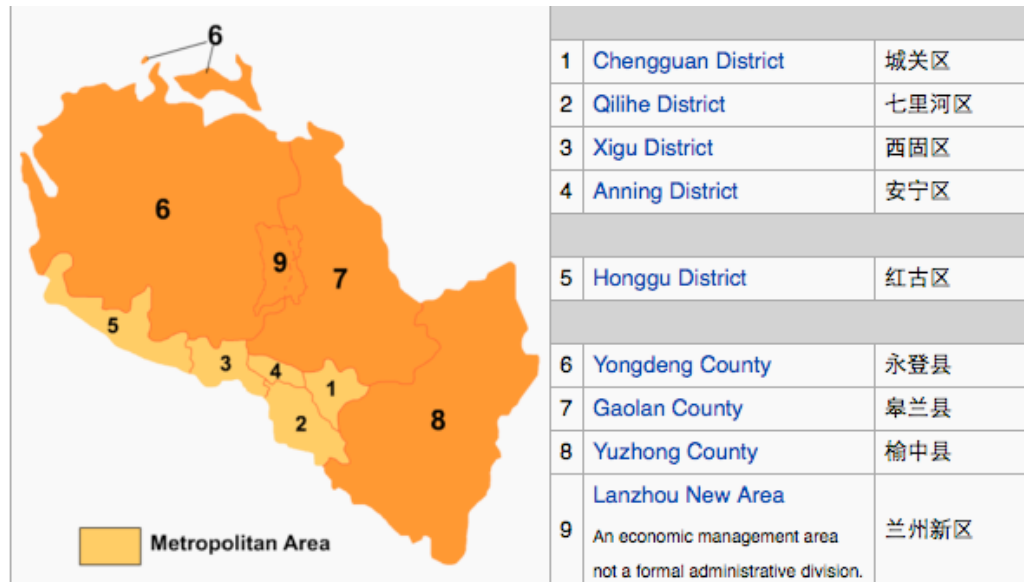 6
6
9
7
5
3
4
1
2
8
Metropolitan Area
1 Chengguan District 城关区
2 Qilihe District 七里河区
3 Xigu District 西固区
4 Anning District 安宁区
5 Honggu District 红古区
6 Yongdeng County 永登县
7 Gaolan County 皋兰县
8 Yuzhong County 榆中县
9 Lanzhou New Area 兰州新区
An economic management area
not a formal administrative division.